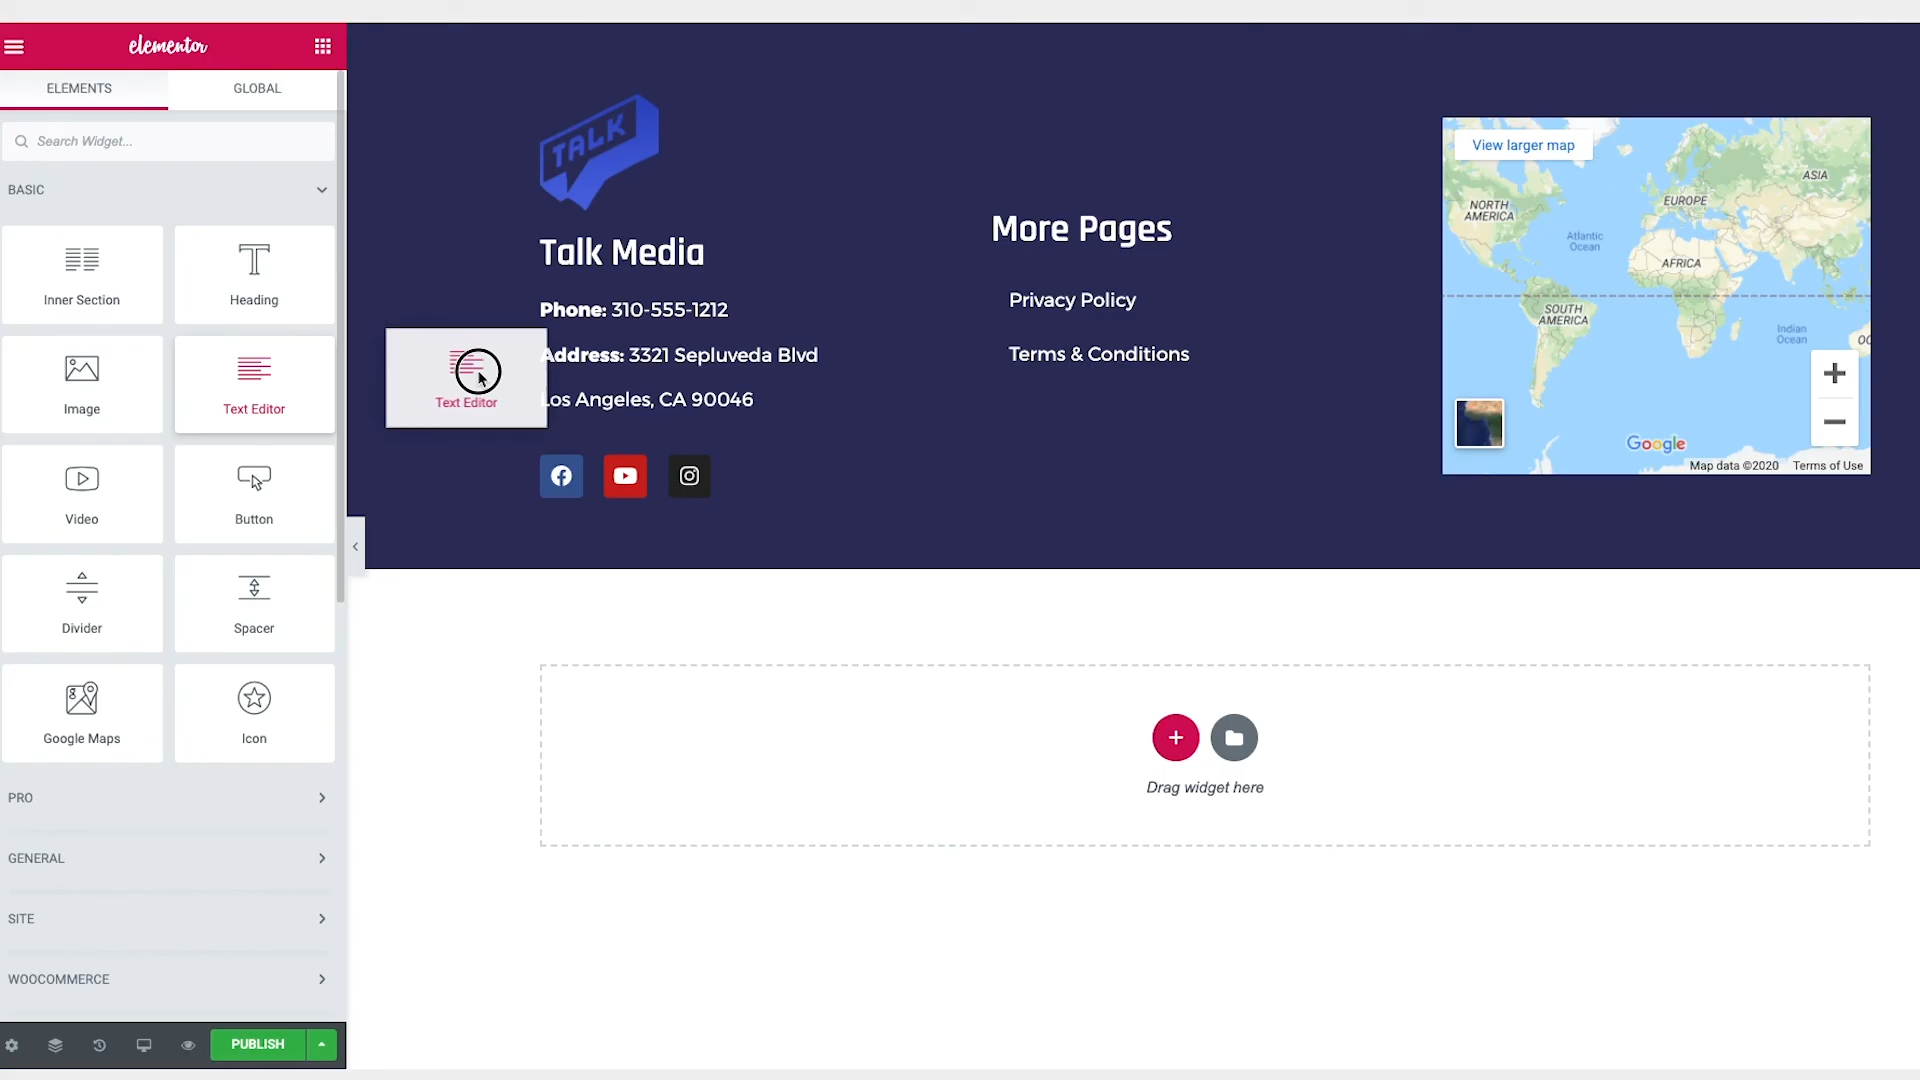 elementor
ELEMENTS
GLOBAL
Search Widget...
BASIC
Inner Section
Heading
Image
Text Editor
Video
Button
Divider
Spacer
Google Maps
Icon
PRO
GENERAL
SITE
WOOCOMMERCE
PUBLISH
TALK
Talk Media
Phone: 310-555-1212
Address: 3321 Sepluveda Blvd
Los Angeles, CA 90046
Text Editor
More Pages
Privacy Policy
Terms & Conditions
View larger map
ASIA
NORTH
AMERICA
EUROPE
Atlantic
Ocean
AFRICA
SOUTH
AMERICA
Indian
Ocean
OC
Google
Map data ©2020
Terms of Use
Drag widget here